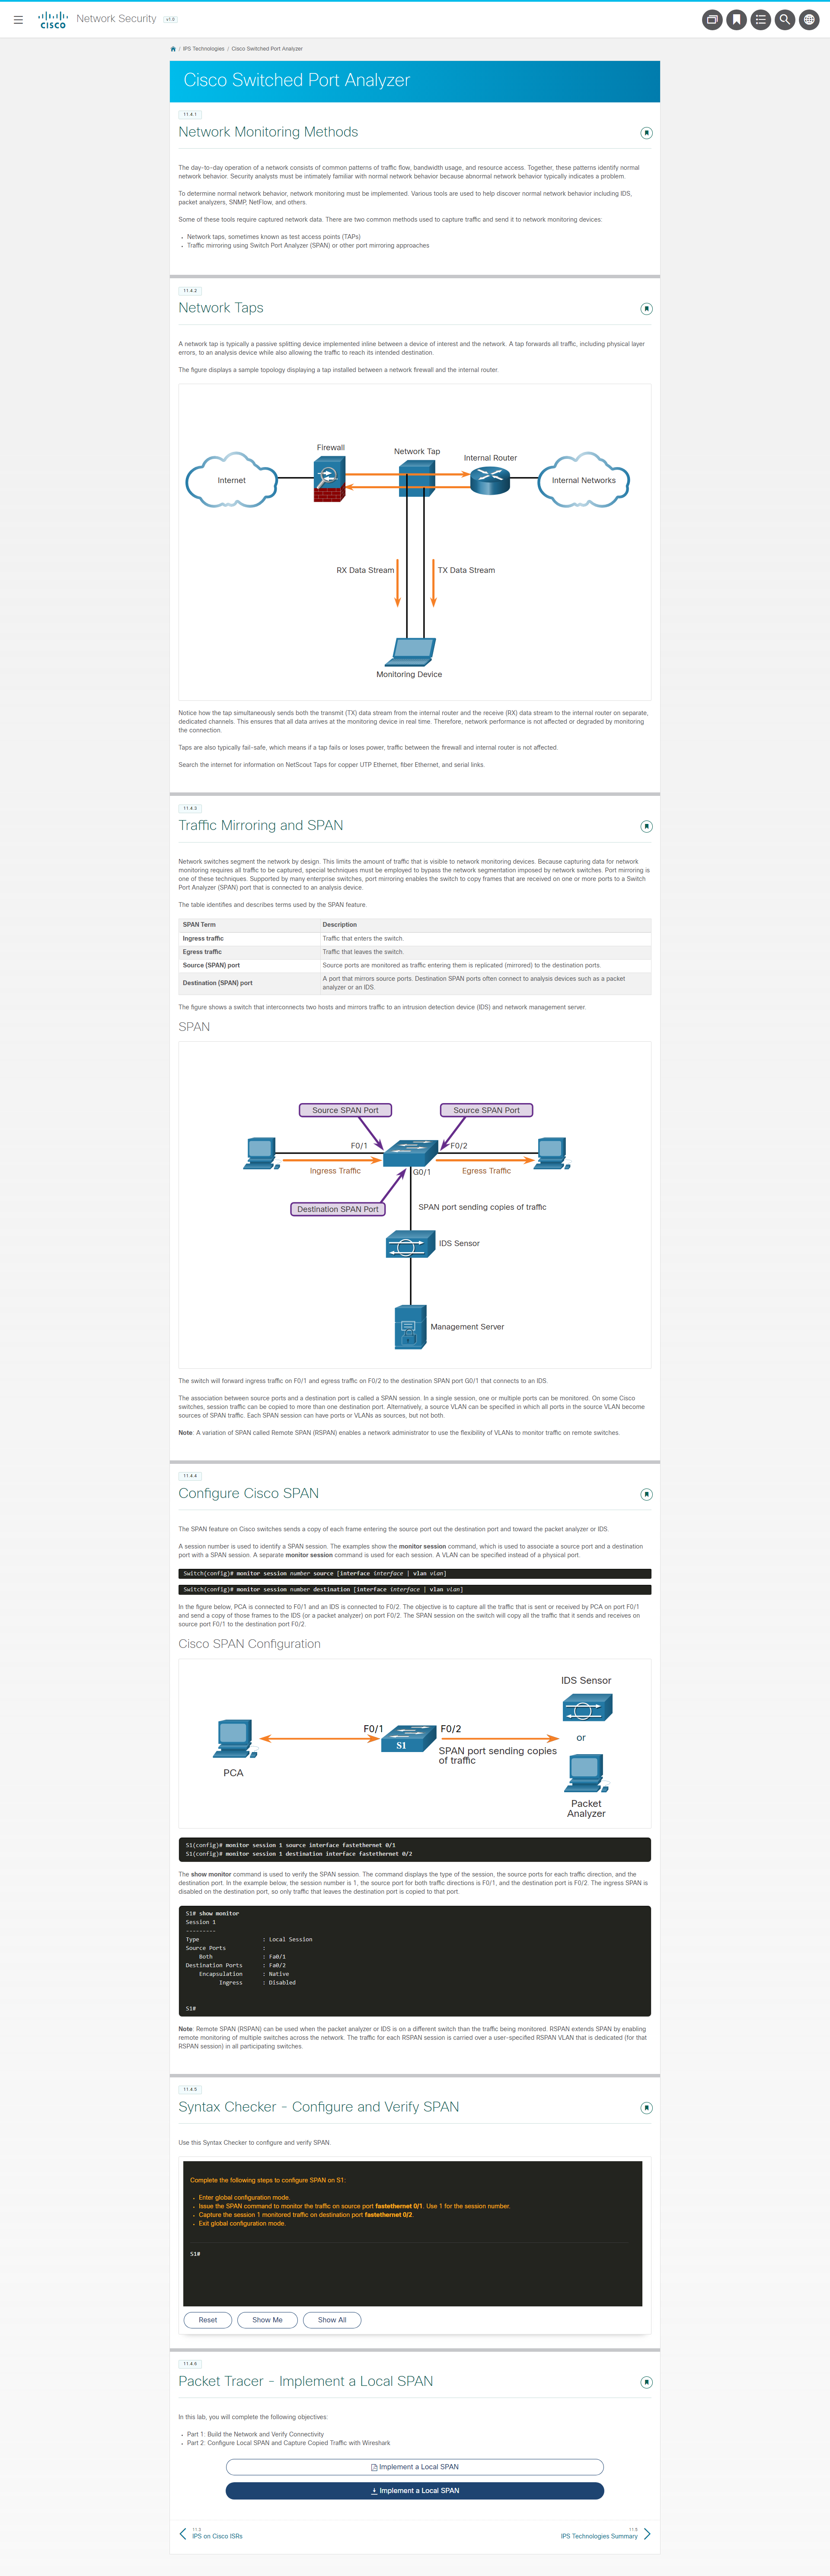 CISCO
Network Security
v1.0
/ IPS Technologies / Cisco Switched Port Analyzer
Cisco Switched Port Analyzer
11.4.1
Network Monitoring Methods
The day-to-day operation of a network consists of common patterns of traffic flow, bandwidth usage, and resource access. Together, these patterns identify normal
network behavior. Security analysts must be intimately familiar with normal network behavior because abnormal network behavior typically indicates a problem.
To determine normal network behavior, network monitoring must be implemented. Various tools are used to help discover normal network behavior including IDS,
packet analyzers, SNMP, NetFlow, and others.
Some of these tools require captured network data. There are two common methods used to capture traffic and send it to network monitoring devices:
Network taps, sometimes known as test access points (TAPs)
Traffic mirroring using Switch Port Analyzer (SPAN) or other port mirroring approaches
11.4.2
Network Taps
A network tap is typically a passive splitting device implemented inline between a device of interest and the network. A tap forwards all traffic, including physical layer
errors, to an analysis device while also allowing the traffic to reach its intended destination.
The figure displays a sample topology displaying a tap installed between a network firewall and the internal router.
Firewall
Network Tap
Internal Router
Internet
Internal Networks
RX Data Stream
TX Data Stream
Monitoring Device
Notice how the tap simultaneously sends both the transmit (TX) data stream from the internal router and the receive (RX) data stream to the internal router on separate,
dedicated channels. This ensures that all data arrives at the monitoring device in real time. Therefore, network performance is not affected or degraded by monitoring
the connection.
Taps are also typically fail-safe, which means if a tap fails or loses power, traffic between the firewall and internal router is not affected.
Search the internet for information on NetScout Taps for copper UTP Ethernet, fiber Ethernet, and serial links.
11.4.3
Traffic Mirroring and SPAN
Network switches segment the network by design. This limits the amount of traffic that is visible to network monitoring devices. Because capturing data for network
monitoring requires all traffic to be captured, special techniques must be employed to bypass the network segmentation imposed by network switches. Port mirroring is
one of these techniques. Supported by many enterprise switches, port mirroring enables the switch to copy frames that are received on one or more ports to a Switch
Port Analyzer (SPAN) port that is connected to an analysis device.
The table identifies and describes terms used by the SPAN feature.
SPAN Term Description
Ingress traffic Traffic that enters the switch.
Egress traffic Traffic that leaves the switch.
Source (SPAN) port Source ports are monitored as traffic entering them is replicated (mirrored) to the destination ports.
Destination (SPAN) port A port that mirrors source ports. Destination SPAN ports often connect to analysis devices such as a packet
analyzer or an IDS.
The figure shows a switch that interconnects two hosts and mirrors traffic to an intrusion detection device (IDS) and network management server.
SPAN
Source SPAN Port
Source SPAN Port
F0/1
F0/2
Ingress Traffic
G0/1
Egress Traffic
Destination SPAN Port
SPAN port sending copies of traffic
IDS Sensor
Management Server
The switch will forward ingress traffic on F0/1 and egress traffic on F0/2 to the destination SPAN port G0/1 that connects to an IDS.
The association between source ports and a destination port is called a SPAN session. In a single session, one or multiple ports can be monitored. On some Cisco
switches, session traffic can be copied to more than one destination port. Alternatively, a source VLAN can be specified in which all ports in the source VLAN become
sources of SPAN traffic. Each SPAN session can have ports or VLANs as sources, but not both.
Note: A variation of SPAN called Remote SPAN (RSPAN) enables a network administrator to use the flexibility of VLANs to monitor traffic on remote switches.
11.4.4
Configure Cisco SPAN
The SPAN feature on Cisco switches sends a copy of each frame entering the source port out the destination port and toward the packet analyzer or IDS.
A session number is used to identify a SPAN session. The examples show the monitor session command, which is used to associate a source port and a destination
port with a SPAN session. A separate monitor session command is used for each session. A VLAN can be specified instead of a physical port.
Switch(config)# monitor session number source [interface interface | vlan vlan]
Switch(config)# monitor session number destination [interface interface | vlan vlan]
In the figure below, PCA is connected to F0/1 and an IDS is connected to F0/2. The objective is to capture all the traffic that is sent or received by PCA on port F0/1
and send a copy of those frames to the IDS (or a packet analyzer) on port F0/2. The SPAN session on the switch will copy all the traffic that it sends and receives on
source port F0/1 to the destination port F0/2.
Cisco SPAN Configuration
IDS Sensor
F0/1
F0/2
S1
or
SPAN port sending copies
of traffic
PCA
Packet
Analyzer
S1(config)# monitor session 1 source interface fastethernet 0/1
S1(config)# monitor session 1 destination interface fastethernet 0/2
The show monitor command is used to verify the SPAN session. The command displays the type of the session, the source ports for each traffic direction, and the
destination port. In the example below, the session number is 1, the source port for both traffic directions is F0/1, and the destination port is F0/2. The ingress SPAN is
disabled on the destination port, so only traffic that leaves the destination port is copied to that port.
S1# show monitor
Session 1
---------
Type : Local Session
Source Ports :
Both : Fa0/1
Destination Ports : Fa0/2
Encapsulation : Native
Ingress : Disabled
S1#
Note: Remote SPAN (RSPAN) can be used when the packet analyzer or IDS is on a different switch than the traffic being monitored. RSPAN extends SPAN by enabling
remote monitoring of multiple switches across the network. The traffic for each RSPAN session is carried over a user-specified RSPAN VLAN that is dedicated (for that
RSPAN session) in all participating switches.
11.4.5
Syntax Checker - Configure and Verify SPAN
Use this Syntax Checker to configure and verify SPAN.
Complete the following steps to configure SPAN on S1:
Enter global configuration mode.
Issue the SPAN command to monitor the traffic on source port fastethernet 0/1. Use 1 for the session number.
Capture the session 1 monitored traffic on destination port fastethernet 0/2.
Exit global configuration mode.
S1#
Reset
Show Me
Show All
11.4.6
Packet Tracer - Implement a Local SPAN
In this lab, you will complete the following objectives:
Part 1: Build the Network and Verify Connectivity
Part 2: Configure Local SPAN and Capture Copied Traffic with Wireshark
Implement a Local SPAN
Implement a Local SPAN
11.3
IPS on Cisco ISRs
11.5
IPS Technologies Summary